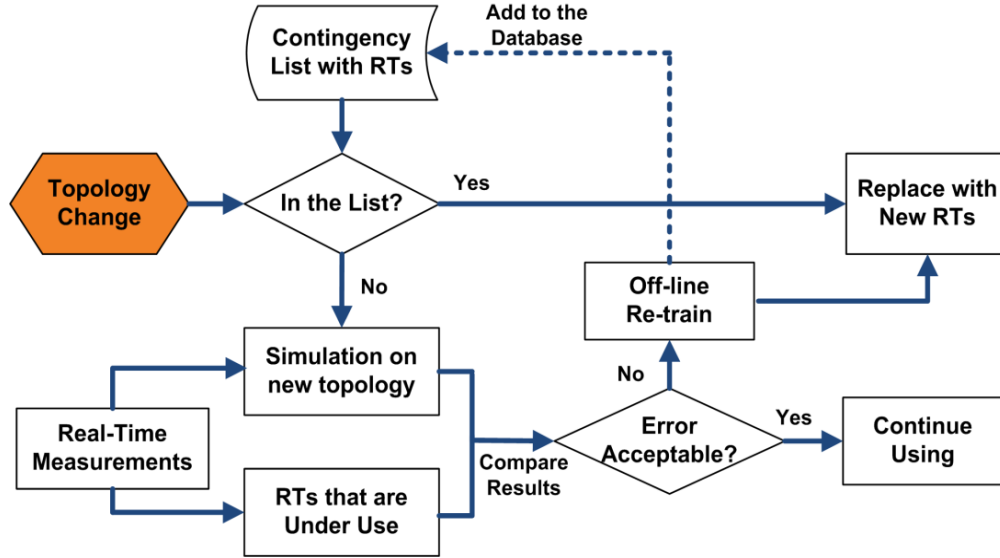 Add to the
Database
Contingency
List with RTs
Topology
Change
In the List?
Yes
Replace with
New RTs
No
Off-line
Re-train
Simulation on
new topology
No
Real-Time
Measurements
Compare
Results
Error
Acceptable?
Yes
Continue
Using
RTs that are
Under Use